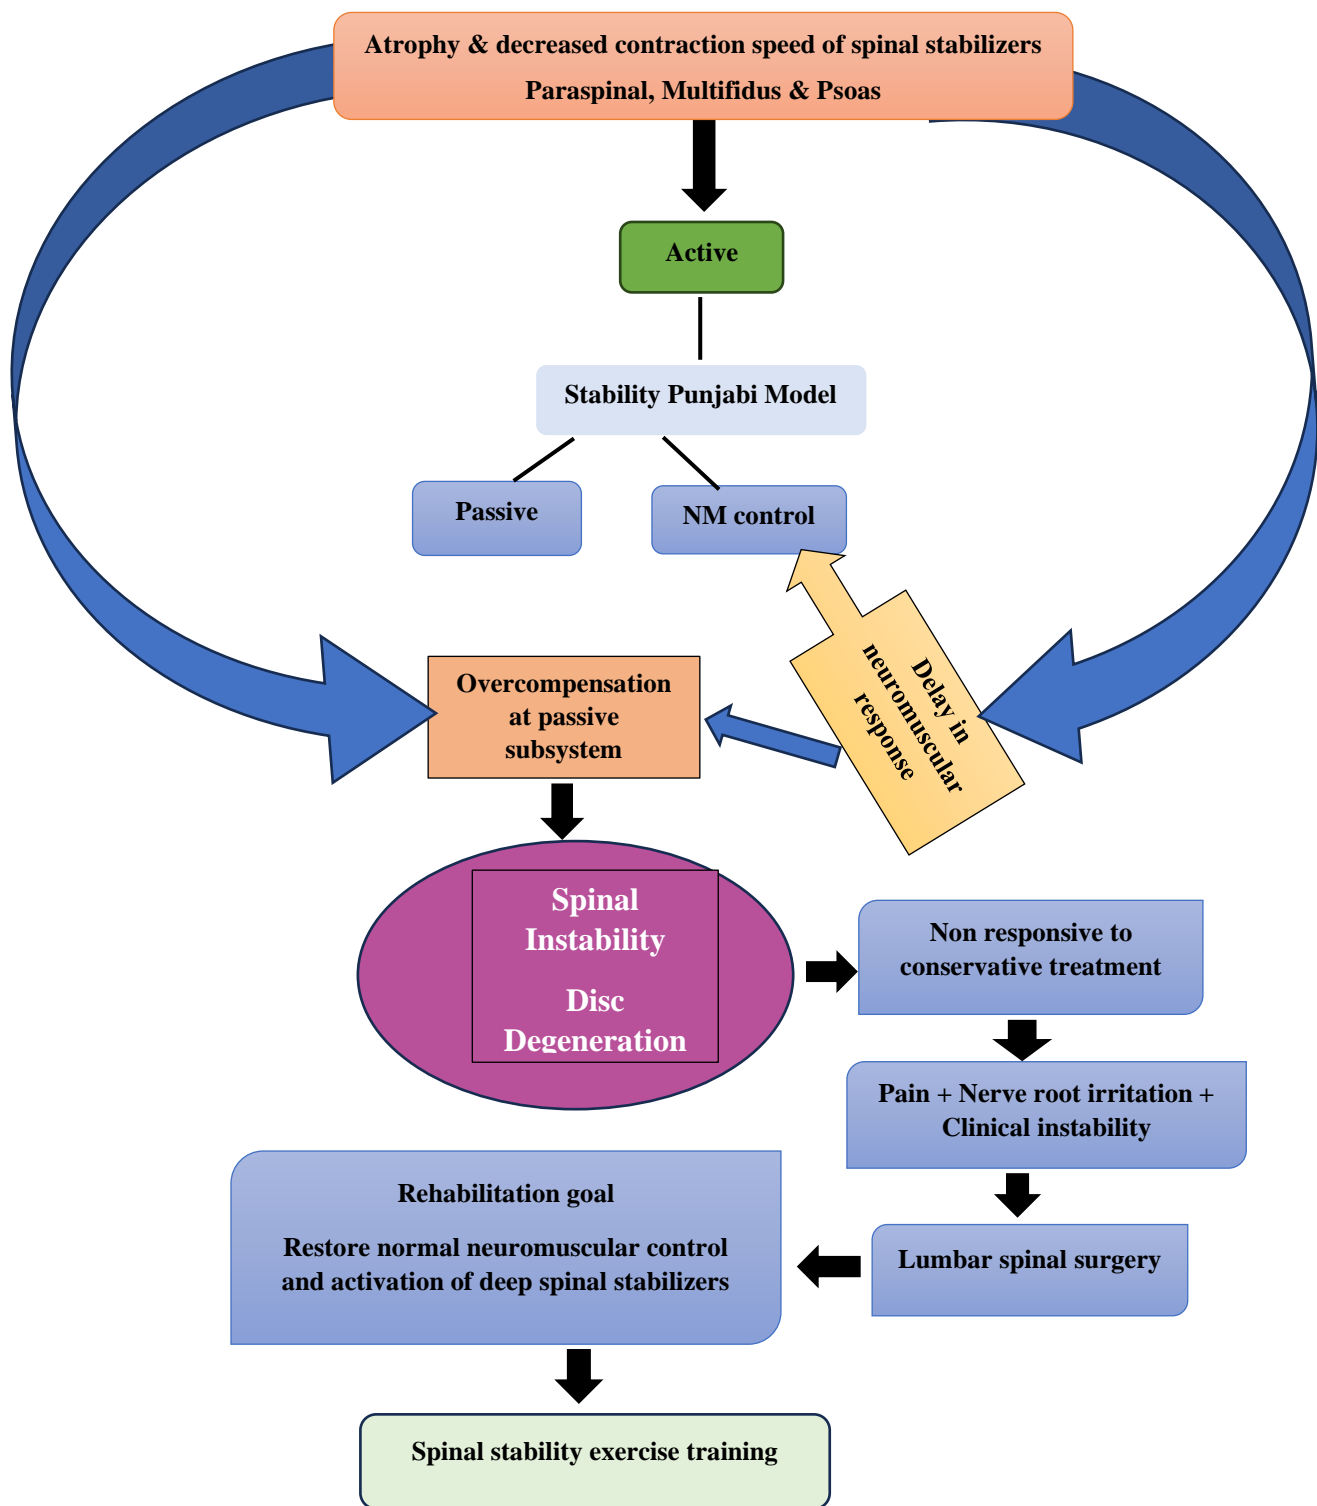 Atrophy & decreased contraction speed of spinal stabilizers
Paraspinal, Multifidus & Psoas
Active
Stability Punjabi Model
Passive
NM control
Delay in
neuromuscular
response
Overcompensation
at passive
subsystem
Spinal
Instability
Disc
Degeneration
Non responsive to
conservative treatment
Pain + Nerve root irritation +
Clinical instability
Lumbar spinal surgery
Rehabilitation goal
Restore normal neuromuscular control
and activation of deep spinal stabilizers
Spinal stability exercise training